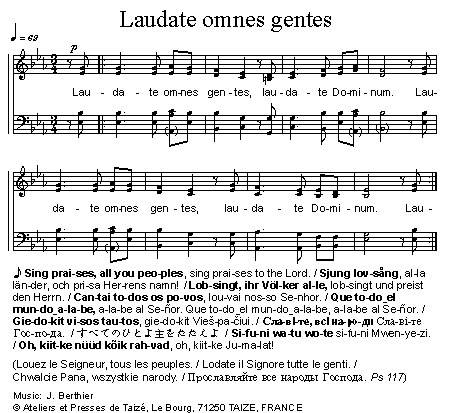 Laudate omnes gentes
♩ = 69
p
Lau - da - te om-nes gen - tes, lau - da - te Do-mi - num. Lau -
da - te om-nes gen - tes, lau - da - te Do-mi - num. Lau -
♪ Sing prai-ses, all you peo-ples, sing prai-ses to the Lord. / Sjung lov-sång, al-la
län-der, och pri-sa Her-rens namn! / Lob-singt, ihr Völ-ker al-le, lob-singt und preist
den Herrn. / Can-tai to-dos os po-vos, lou-vai nos-so Se-nhor. / Que to-do_el
mun-do_a-la-be, a-la-be al Se-ñor. Que to-do_el mun-do_a-la-be, a-la-be al Se-ñor. /
Gie-do-kit vi-sos tau-tos, gie-do-kit Vieš-pa-čiui. / Сла-ві-те, всі на-ро-ди Сла-ві-те
Гос-по-да. / すべてのひとよ主をたたえよ / Si-fu-ni wa-tu wo-te si-fu-ni Mwen-ye-zi.
/ Oh, kiit-ke nüüd kõik rah-vad, oh, kiit-ke Ju-ma-lat!
(Louez le Seigneur, tous les peuples. / Lodate il Signore tutte le genti. /
Chwalcie Pana, wszystkie narody. / Прославляйте все народы Господа. Ps 117)
Music: J. Berthier
© Ateliers et Presses de Taizé, Le Bourg, 71250 TAIZE, FRANCE